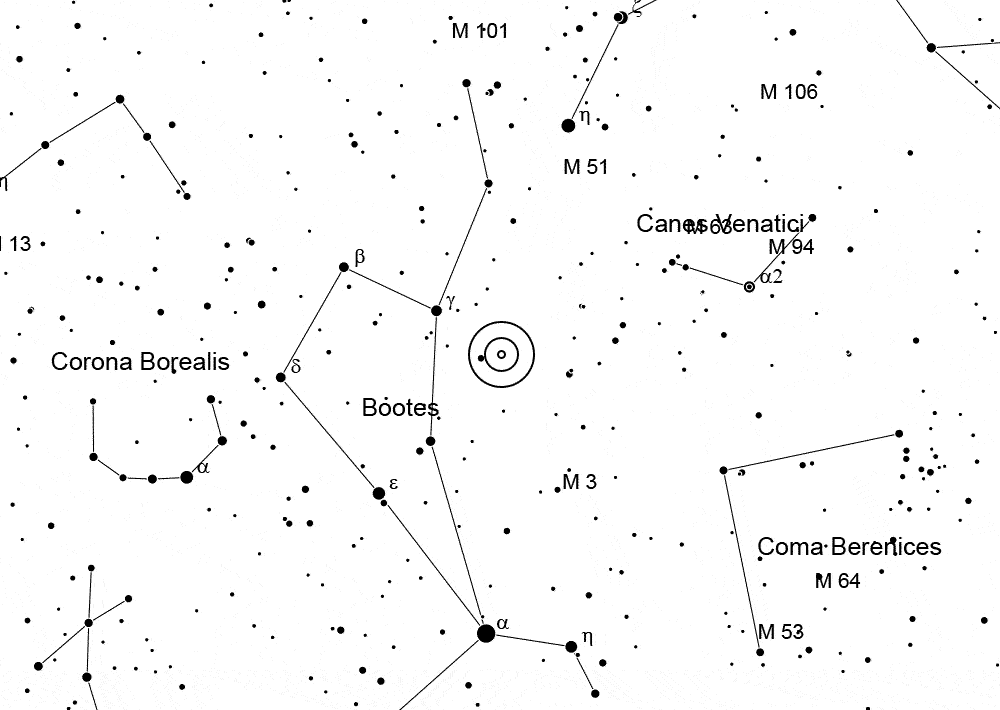 ζ
M 101
M 106
η
M 51
η
Canes Venatici
M 63
M 13
M 94
β
α2
γ
Corona Borealis
δ
Bootes
α
ε
M 3
Coma Berenices
M 64
α
M 53
η